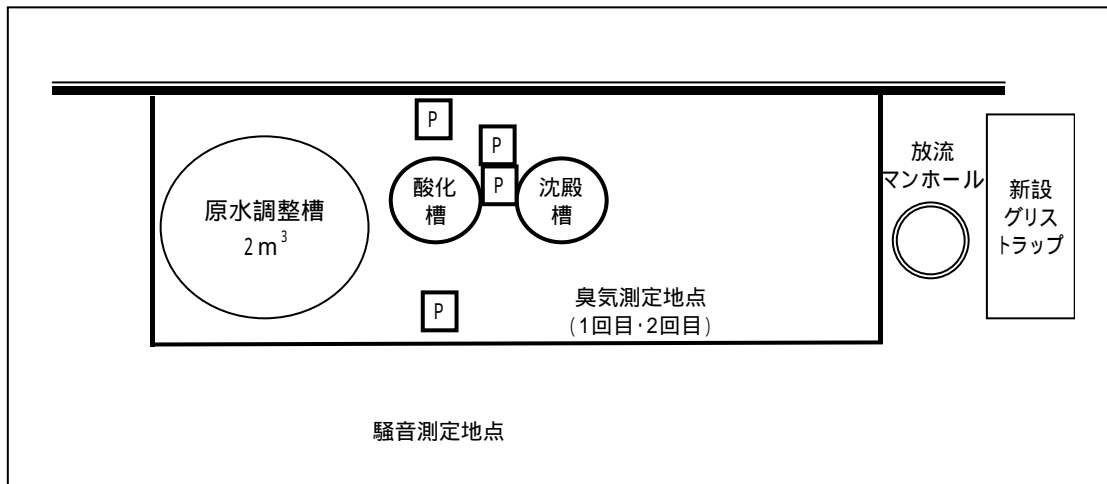 P
P
P
酸化
槽
沈殿
槽
原水調整槽
2m³
P
臭気測定地点
(1回目･2回目)
放流
マンホール
新設
グリス
トラップ
騒音測定地点